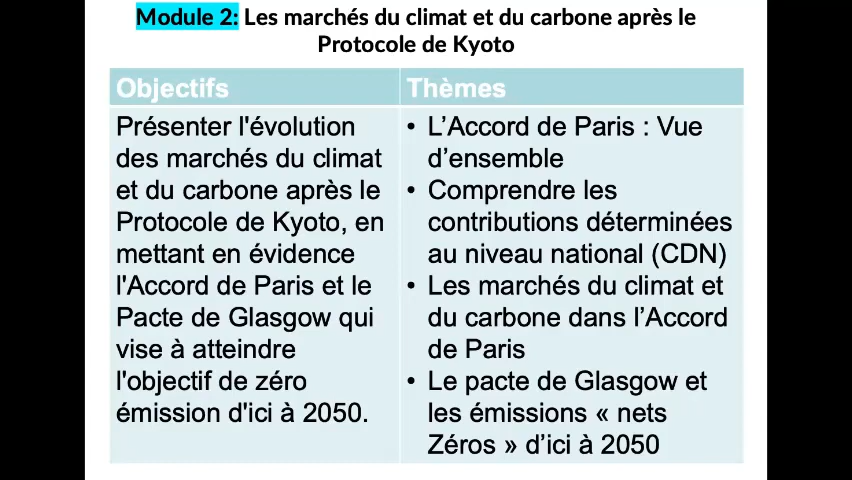 Module 2: Les marchés du climat et du carbone après le
Protocole de Kyoto
Objectifs
Présenter l'évolution
des marchés du climat
et du carbone après le
Protocole de Kyoto, en
mettant en évidence
l'Accord de Paris et le
Pacte de Glasgow qui
vise à atteindre
l'objectif de zéro
émission d'ici à 2050.
Thèmes
• L’Accord de Paris : Vue
d’ensemble
• Comprendre les
contributions déterminées
au niveau national (CDN)
• Les marchés du climat et
du carbone dans l’Accord
de Paris
• Le pacte de Glasgow et
les émissions « nets
Zéros » d’ici à 2050